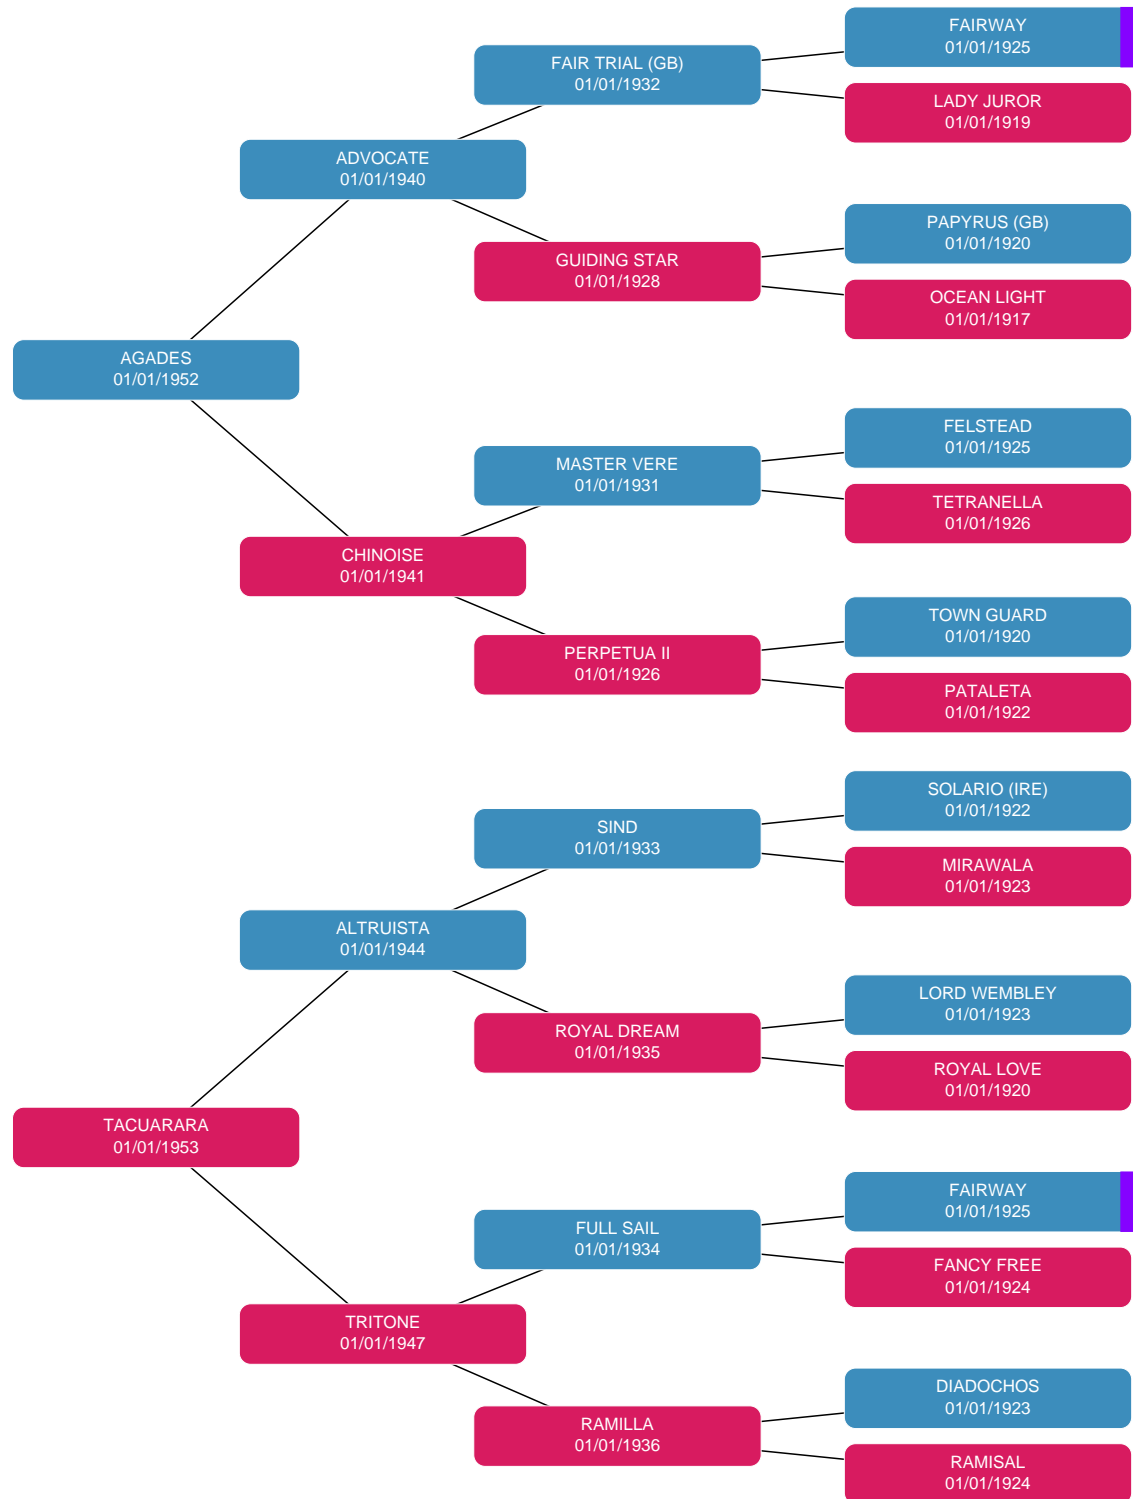 FAIRWAY
01/01/1925
FAIR TRIAL (GB)
01/01/1932
LADY JUROR
01/01/1919
ADVOCATE
01/01/1940
PAPYRUS (GB)
01/01/1920
GUIDING STAR
01/01/1928
OCEAN LIGHT
01/01/1917
AGADES
01/01/1952
FELSTEAD
01/01/1925
MASTER VERE
01/01/1931
TETRANELLA
01/01/1926
CHINOISE
01/01/1941
TOWN GUARD
01/01/1920
PERPETUA II
01/01/1926
PATALETA
01/01/1922
SOLARIO (IRE)
01/01/1922
SIND
01/01/1933
MIRAWALA
01/01/1923
ALTRUISTA
01/01/1944
LORD WEMBLEY
01/01/1923
ROYAL DREAM
01/01/1935
ROYAL LOVE
01/01/1920
TACUARARA
01/01/1953
FAIRWAY
01/01/1925
FULL SAIL
01/01/1934
FANCY FREE
01/01/1924
TRITONE
01/01/1947
DIADOCHOS
01/01/1923
RAMILLA
01/01/1936
RAMISAL
01/01/1924